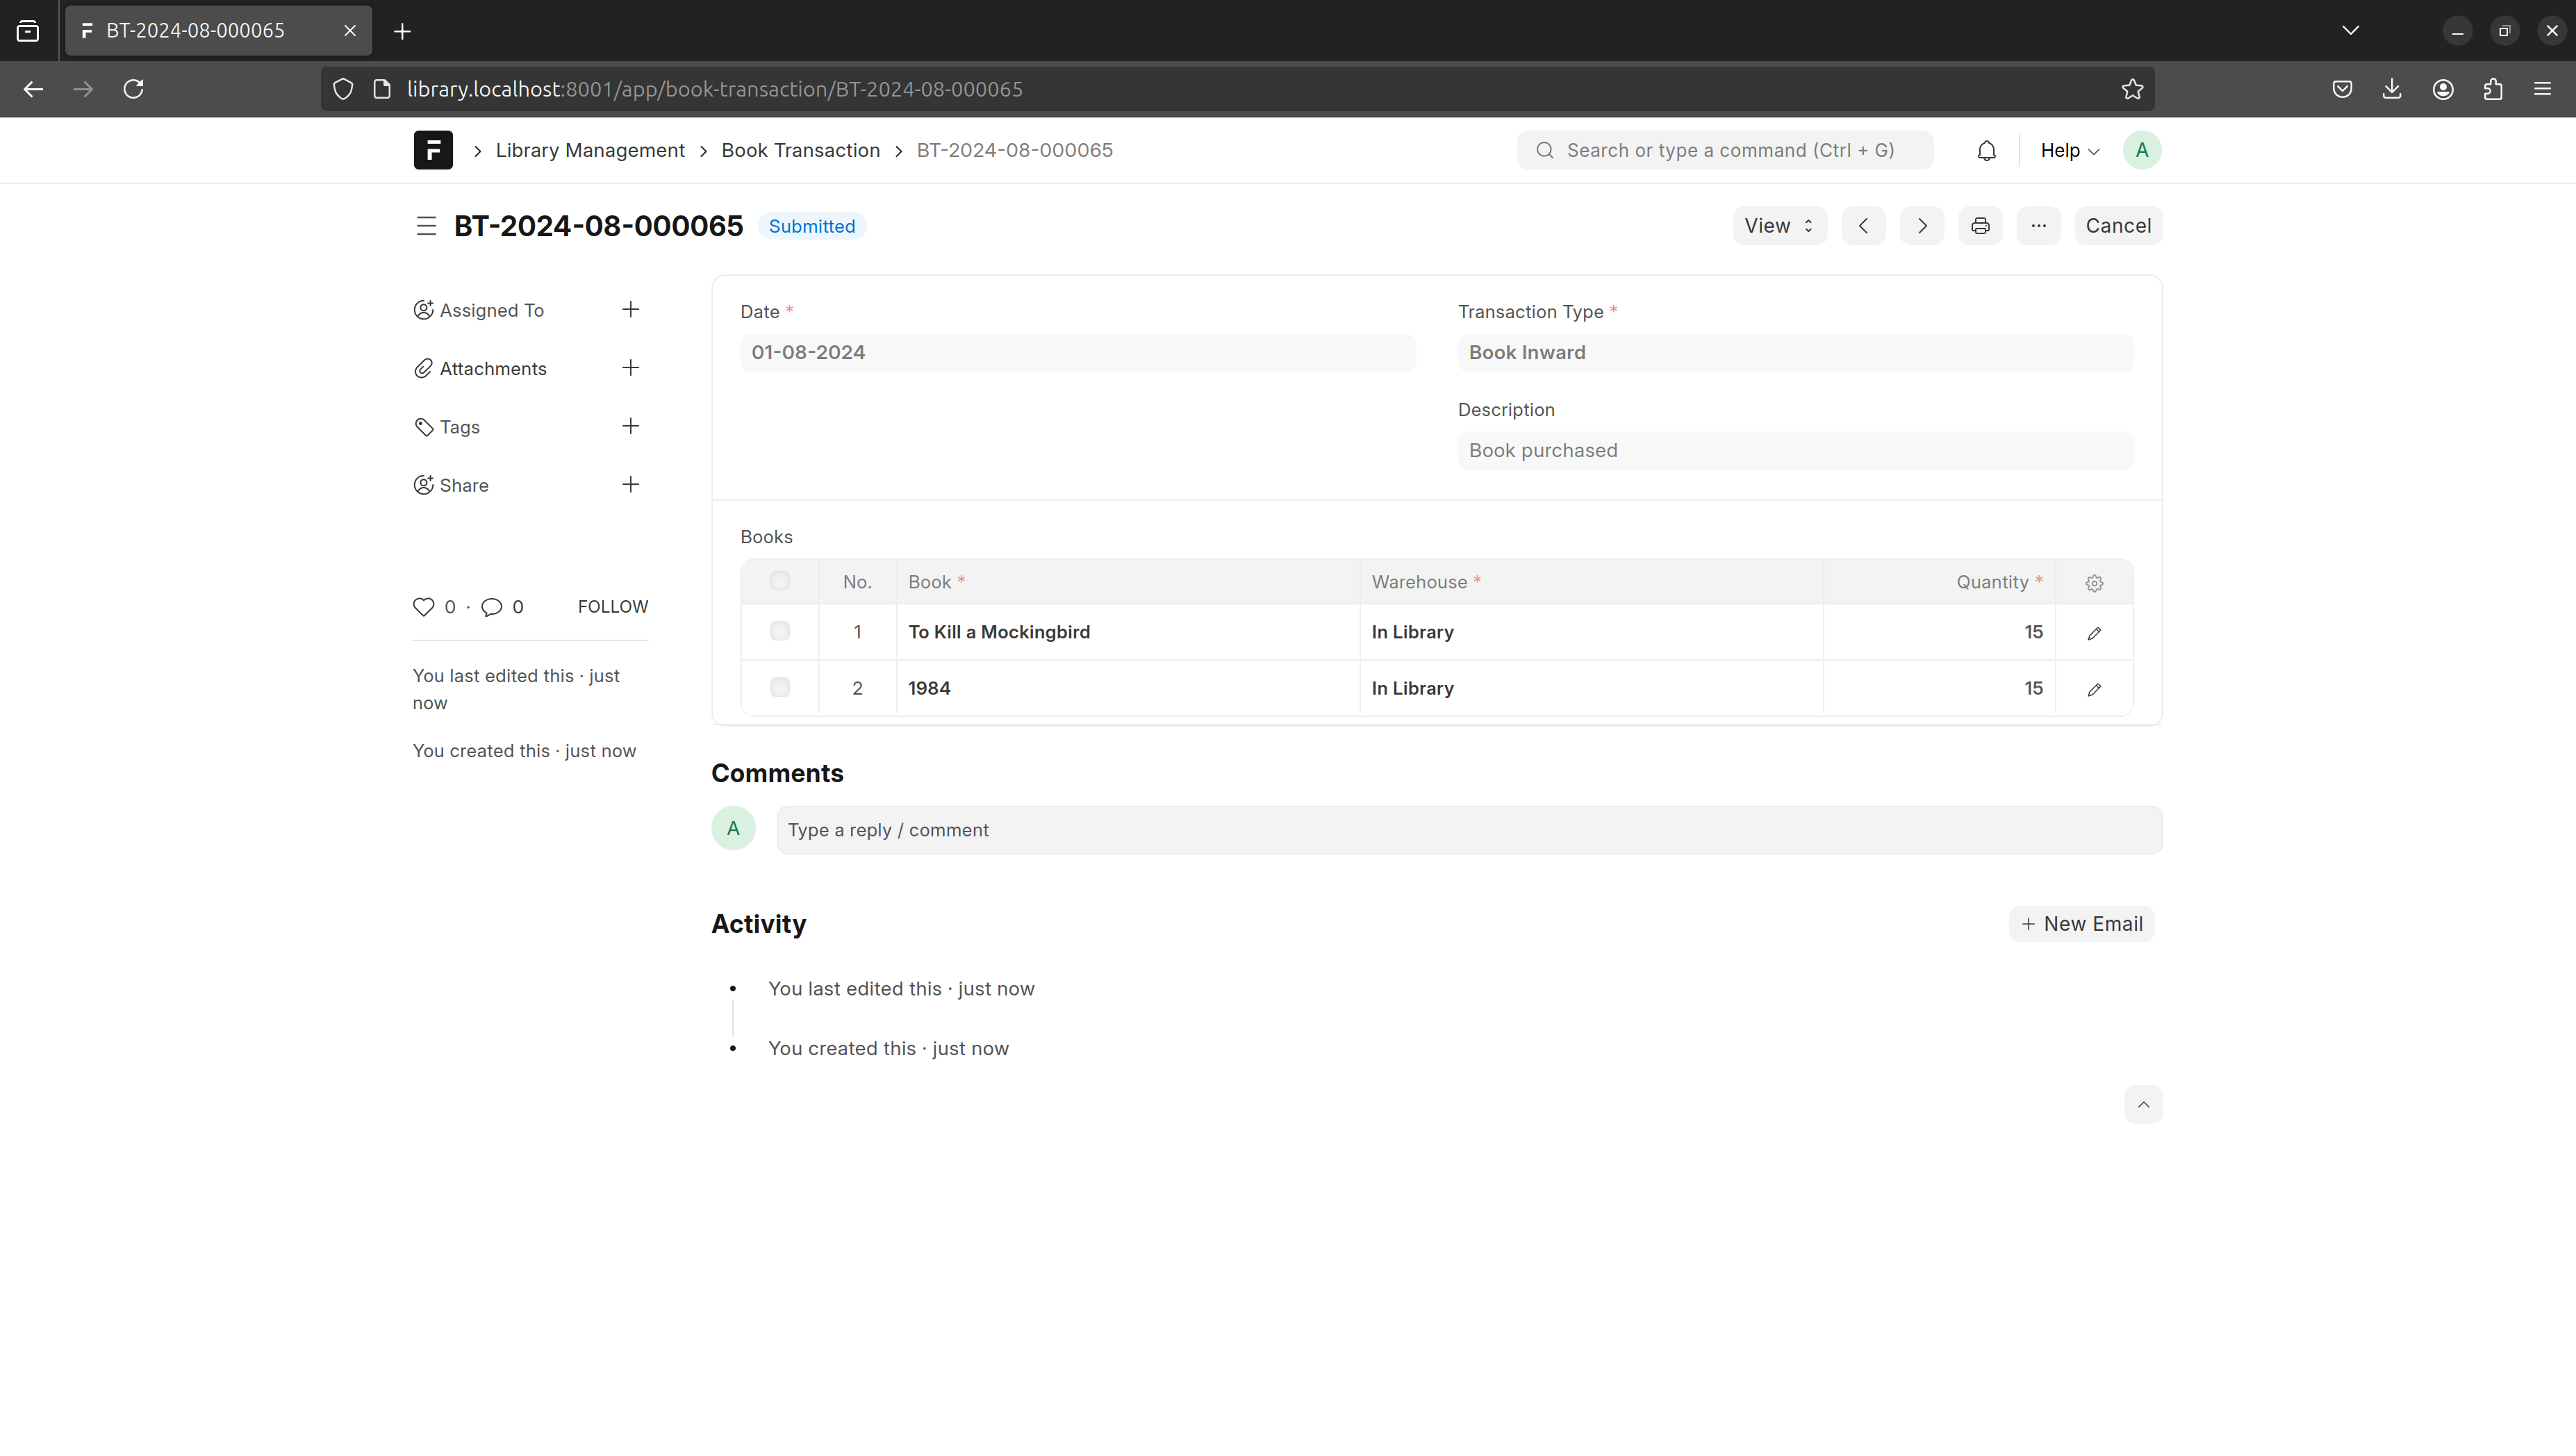 BT-2024-08-000065
library.localhost:8001/app/book-transaction/BT-2024-08-000065
Library Management
Book Transaction
BT-2024-08-000065
Search or type a command (Ctrl + G)
Help
A
BT-2024-08-000065
Submitted
View
Cancel
Assigned To
Attachments
Tags
Share
0 · 0
FOLLOW
You last edited this · just
now
You created this · just now
Date *
01-08-2024
Transaction Type *
Book Inward
Description
Book purchased
Books
No. Book * Warehouse * Quantity *
1 To Kill a Mockingbird In Library 15
2 1984 In Library 15
Comments
A
Type a reply / comment
Activity
New Email
You last edited this · just now
You created this · just now